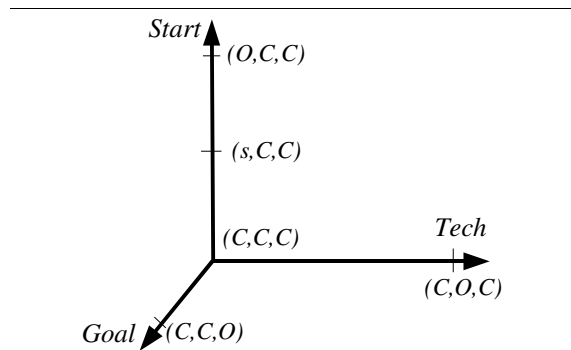 Start
(O,C,C)
(s,C,C)
(C,C,C)
Tech
(C,O,C)
Goal
(C,C,O)